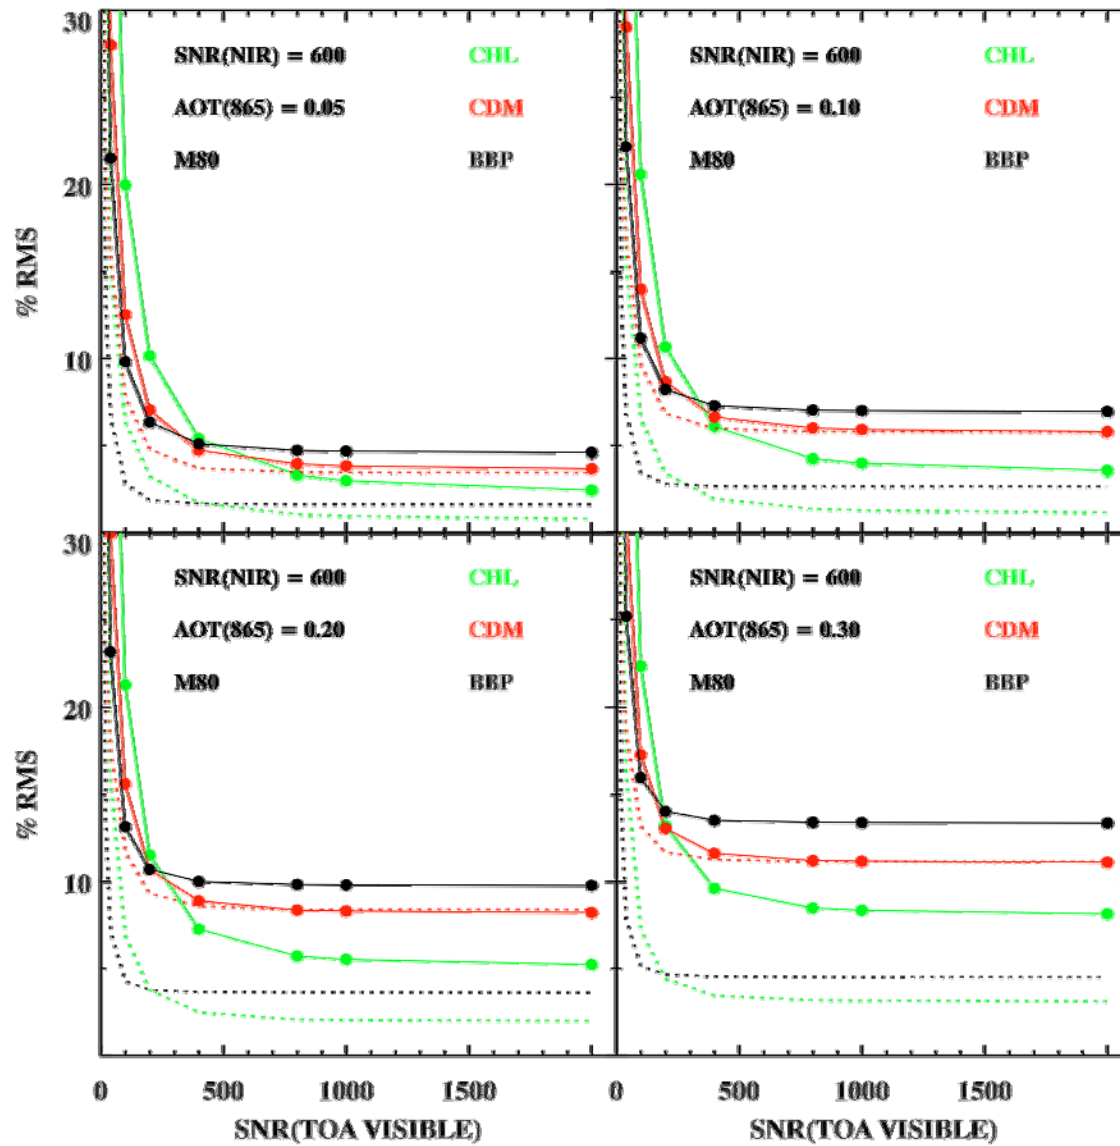 30
SNR(NIR) = 600 CHL
AOT(865) = 0.05 CDM
M80 BBP
20
% RMS
10
SNR(NIR) = 600 CHL
AOT(865) = 0.10 CDM
M80 BBP
30
SNR(NIR) = 600 CHL
AOT(865) = 0.20 CDM
M80 BBP
20
% RMS
10
0 500 1000 1500
SNR(TOA VISIBLE)
SNR(NIR) = 600 CHL
AOT(865) = 0.30 CDM
M80 BBP
0 500 1000 1500
SNR(TOA VISIBLE)